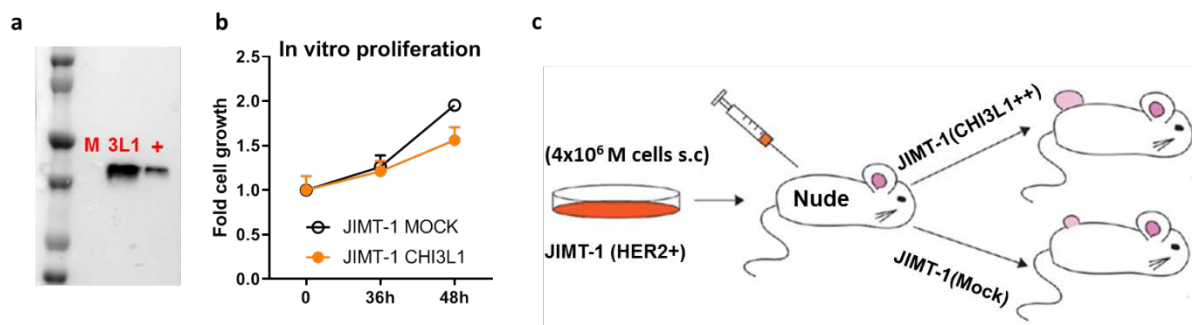 a
M 3L1 +
b
In vitro proliferation
Fold cell growth
2.5
2.0
1.5
1.0
0.5
0 36h 48h
JIMT-1 MOCK
JIMT-1 CHI3L1
c
(4x10⁶ M cells s.c)
JIMT-1 (HER2+)
Nude
JIMT-1(CHI3L1++)
JIMT-1(Mock)